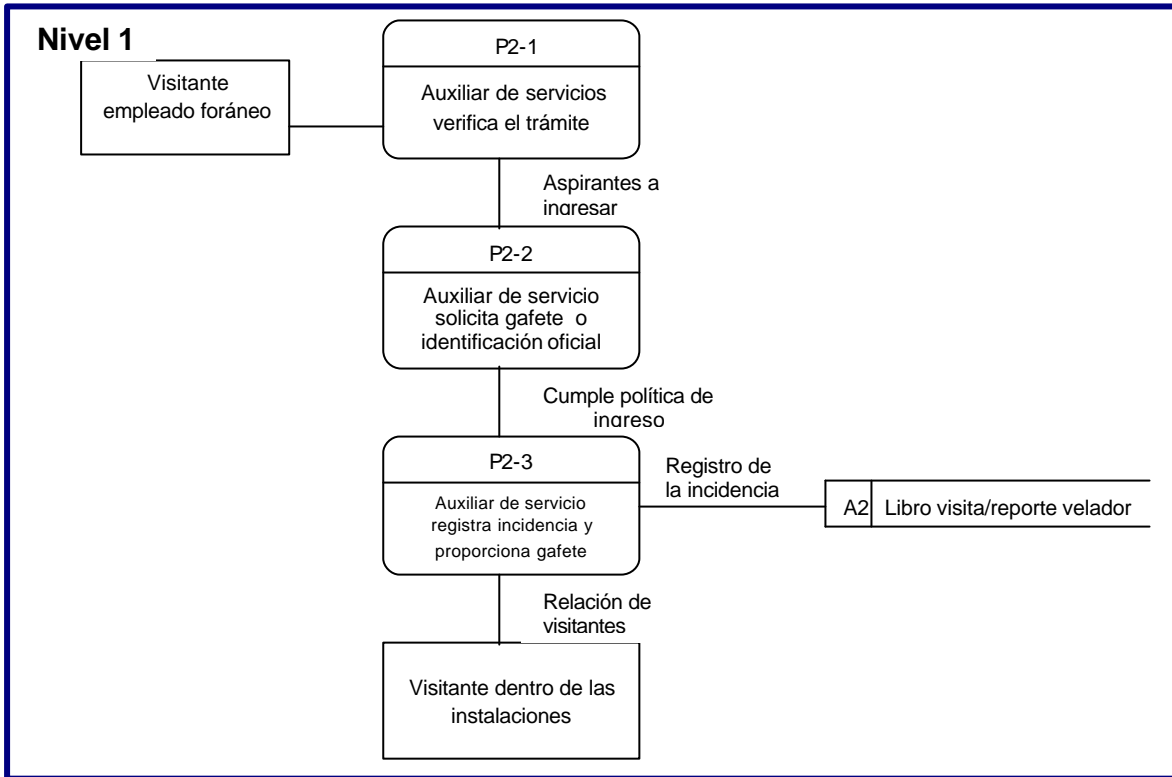 Nivel 1
P2-1
Visitante
empleado foráneo
Auxiliar de servicios
verifica el trámite
Aspirantes a
ingresar
P2-2
Auxiliar de servicio
solicita gafete o
identificación oficial
Cumple política de
ingreso
P2-3
Auxiliar de servicio
registra incidencia y
proporciona gafete
Registro de
la incidencia
A2 Libro visita/reporte velador
Relación de
visitantes
Visitante dentro de las
instalaciones